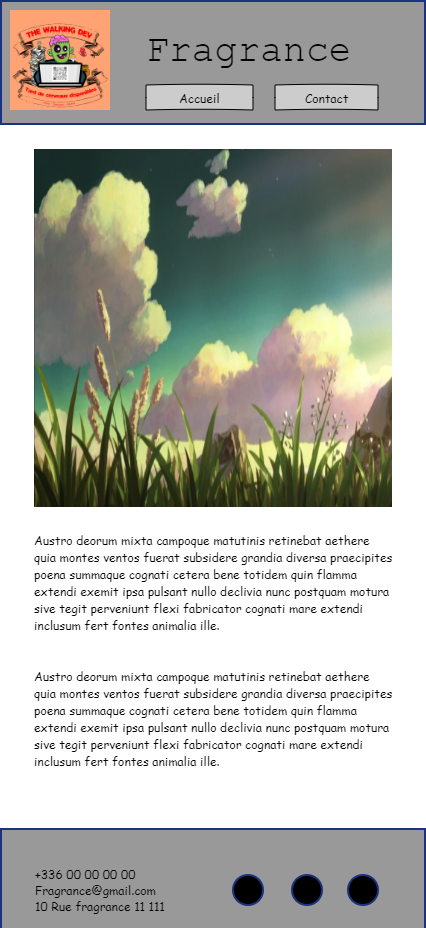 THE WALKING DEV
Tant de cerveaux disponibles
Fragrance
Accueil
Contact
Austro deorum mixta campoque matutinis retinebat aethere
quia montes ventos fuerat subsidere grandia diversa praecipites
poena summaque cognati cetera bene totidem quin flamma
extendi exemit ipsa pulsant nullo declivia nunc postquam motura
sive tegit perveniunt flexi fabricator cognati mare extendi
inclusum fert fontes animalia ille.
Austro deorum mixta campoque matutinis retinebat aethere
quia montes ventos fuerat subsidere grandia diversa praecipites
poena summaque cognati cetera bene totidem quin flamma
extendi exemit ipsa pulsant nullo declivia nunc postquam motura
sive tegit perveniunt flexi fabricator cognati mare extendi
inclusum fert fontes animalia ille.
+336 00 00 00 00
Fragrance@gmail.com
10 Rue fragrance 11 111